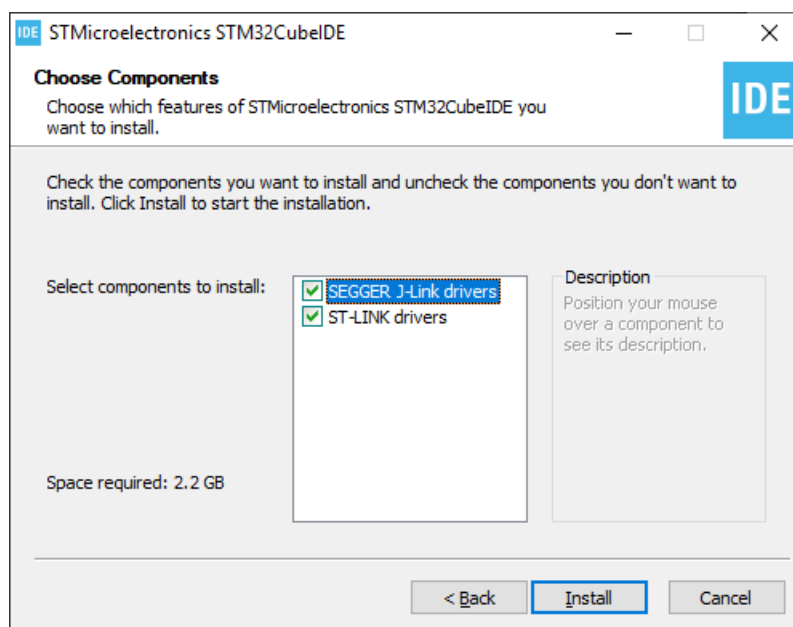 IDE STMicroelectronics STM32CubeIDE
Choose Components
Choose which features of STMicroelectronics STM32CubeIDE you
want to install.
IDE
Check the components you want to install and uncheck the components you don't want to
install. Click Install to start the installation.
Select components to install:
SEGGER J-Link drivers
ST-LINK drivers
Description
Position your mouse
over a component to
see its description.
Space required: 2.2 GB
< Back
Install
Cancel